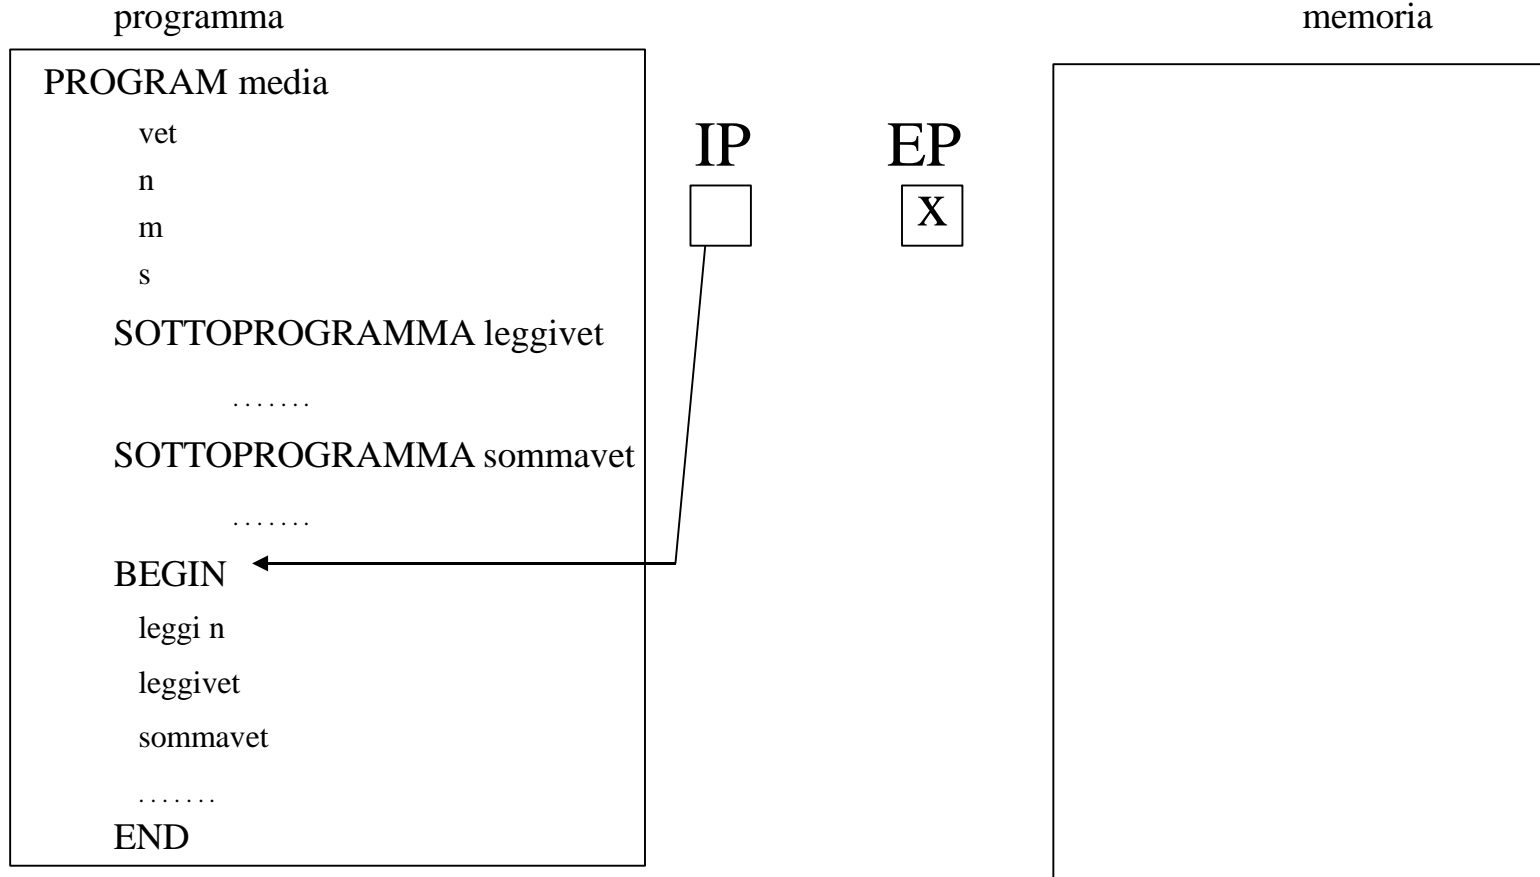 programma
memoria
PROGRAM media
vet
n
m
s
SOTTOPROGRAMMA leggivet
.......
SOTTOPROGRAMMA sommavet
.......
BEGIN
leggi n
leggivet
sommavet
.......
END
IP
EP
x